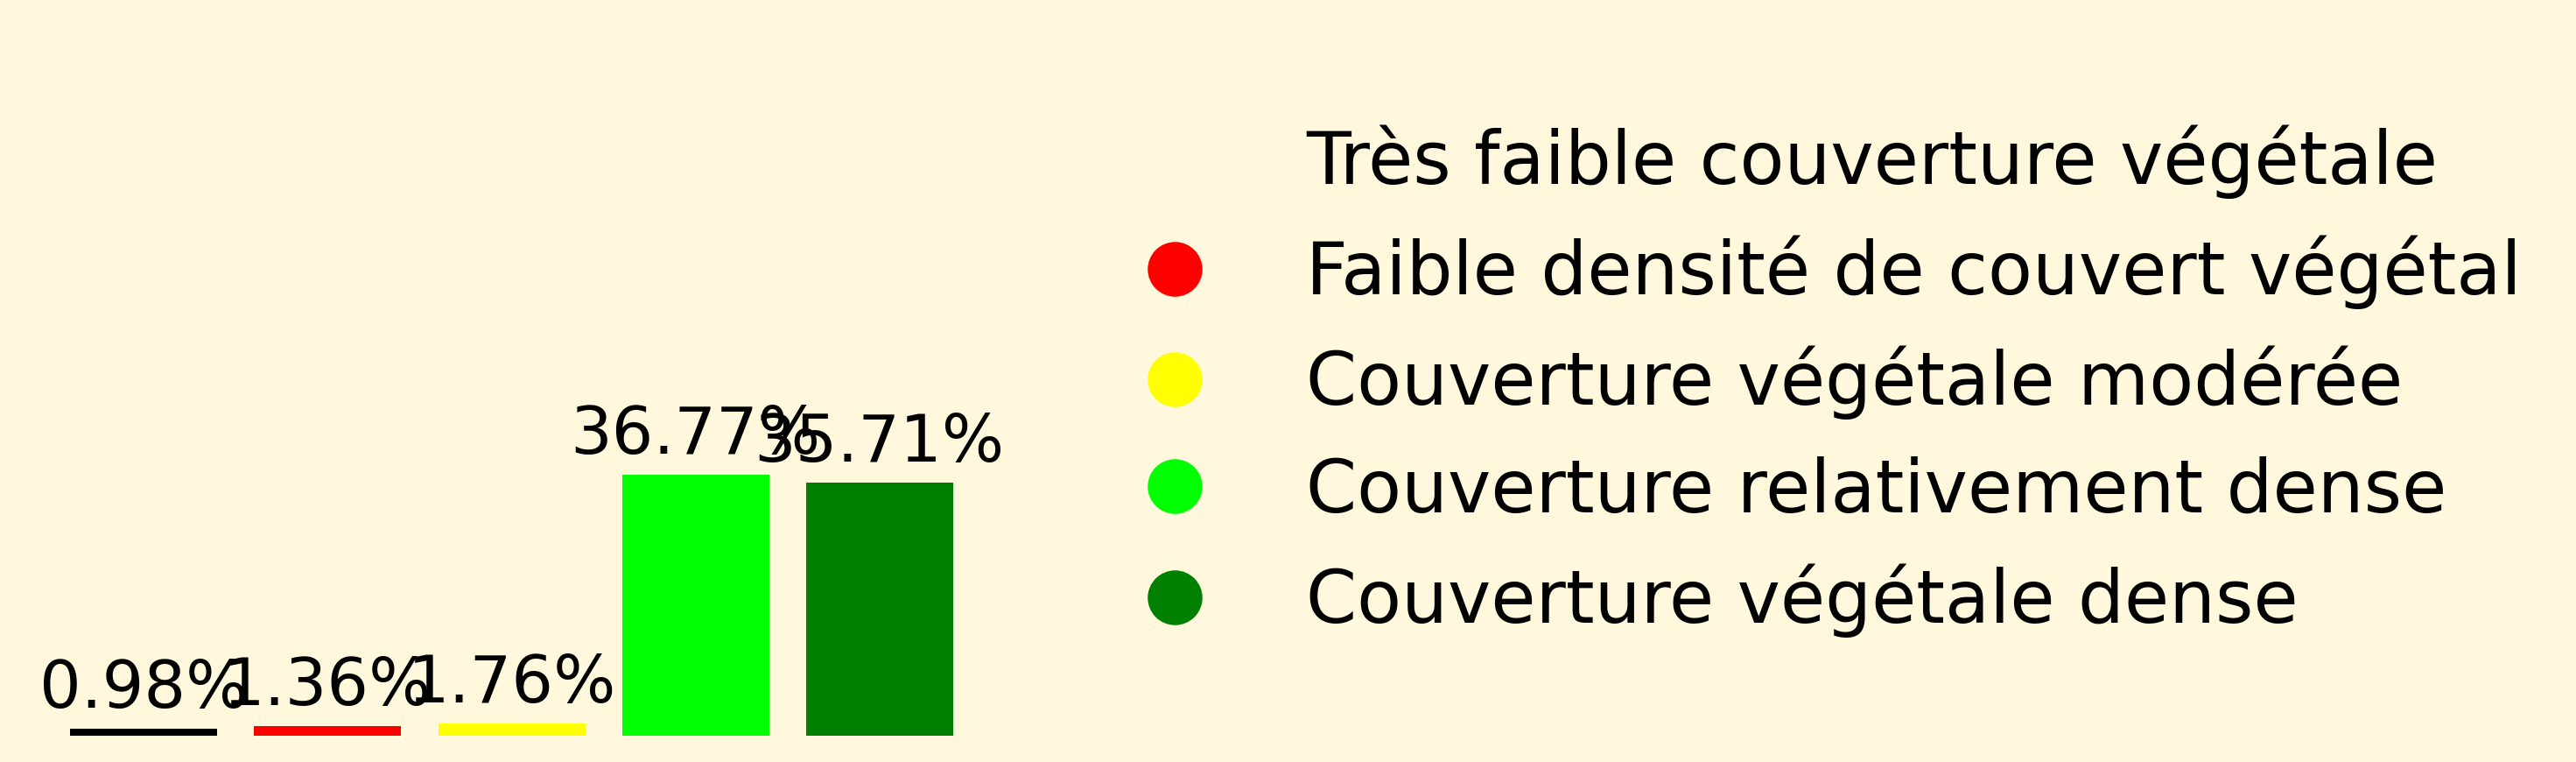 Très faible couverture végétale
Faible densité de couvert végétal
Couverture végétale modérée
36.77% 35.71%
Couverture relativement dense
Couverture végétale dense
0.98% 1.36% 1.76%